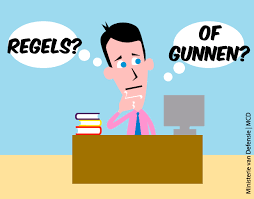 REGELS?
OF
GUNNEN?
Ministerie van Defensie | MCD